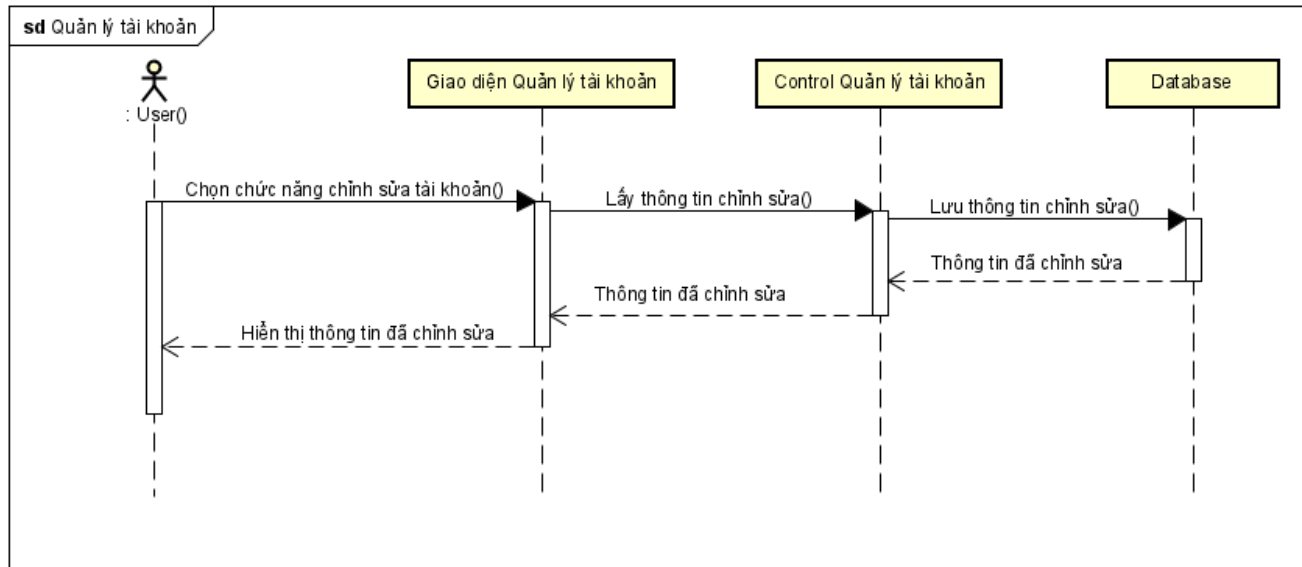 sd Quản lý tài khoản
: User()
Giao diện Quản lý tài khoản
Control Quản lý tài khoản
Database
Chọn chức năng chỉnh sửa tài khoản()
Lấy thông tin chỉnh sửa()
Lưu thông tin chỉnh sửa()
Thông tin đã chỉnh sửa
Thông tin đã chỉnh sửa
Hiển thị thông tin đã chỉnh sửa